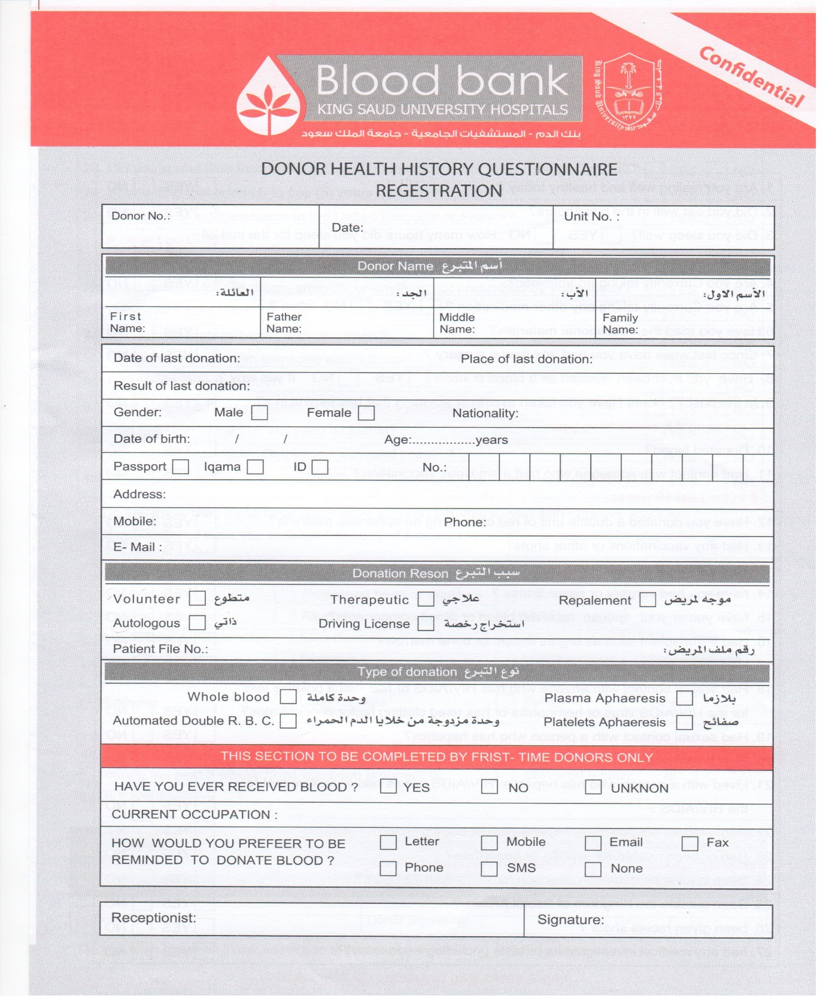 Confidential
Blood bank
KING SAUD UNIVERSITY HOSPITALS
بنك الدم - المستشفيات الجامعية - جامعة الملك سعود
King Saud University 1957 جامعة الملك سعود ١٣٧٧
DONOR HEALTH HISTORY QUESTIONNAIRE
REGESTRATION
Donor No.: Date: Unit No. :
Donor Name أسم المتبرع
العائلة: الجد: الأب: الأسم الاول:
First Name: Father Name: Middle Name: Family Name:
Date of last donation: Place of last donation:
Result of last donation:
Gender: Male Female Nationality:
Date of birth: / / Age:.................years
Passport Iqama ID No.:
Address:
Mobile: Phone:
E- Mail :
Donation Reson سبب التبرع
Volunteer متطوع Therapeutic علاجي Repalement موجه لمريض
Autologous ذاتي Driving License استخراج رخصة
Patient File No.: رقم ملف المريض:
Type of donation نوع التبرع
Whole blood وحدة كاملة Plasma Aphaeresis بلازما
Automated Double R. B. C. وحدة مزدوجة من خلايا الدم الحمراء Platelets Aphaeresis صفائح
THIS SECTION TO BE COMPLETED BY FRIST- TIME DONORS ONLY
HAVE YOU EVER RECEIVED BLOOD ? YES NO UNKNON
CURRENT OCCUPATION :
HOW WOULD YOU PREFEER TO BE REMINDED TO DONATE BLOOD ? Letter Mobile Email Fax
Phone SMS None
Receptionist: Signature: